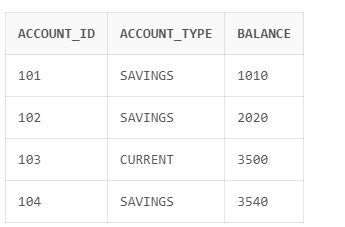 ACCOUNT_ID ACCOUNT_TYPE BALANCE
101 SAVINGS 1010
102 SAVINGS 2020
103 CURRENT 3500
104 SAVINGS 3540